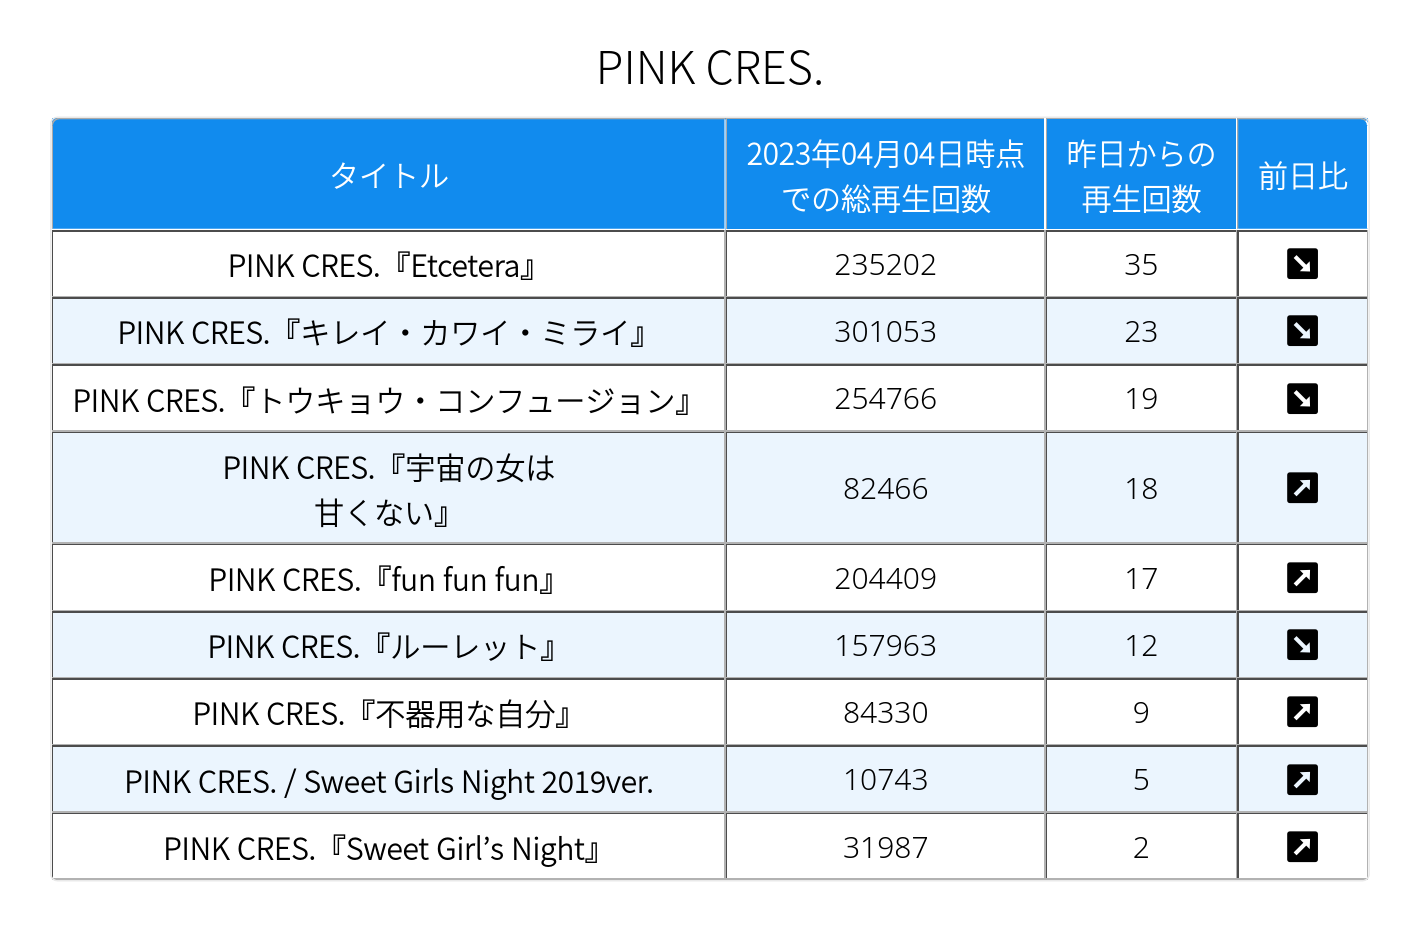 PINK CRES.
タイトル
2023年04月04日時点
での総再生回数
昨日からの
再生回数
前日比
PINK CRES.『Etcetera』
235202
35
↘
PINK CRES.『キレイ・カワイ・ミライ』
301053
23
↘
PINK CRES.『トウキョウ・コンフュージョン』
254766
19
↘
PINK CRES.『宇宙の女は
甘くない』
82466
18
↗
PINK CRES.『fun fun fun』
204409
17
↗
PINK CRES.『ルーレット』
157963
12
↘
PINK CRES.『不器用な自分』
84330
9
↗
PINK CRES. / Sweet Girls Night 2019ver.
10743
5
↗
PINK CRES.『Sweet Girl’s Night』
31987
2
↗